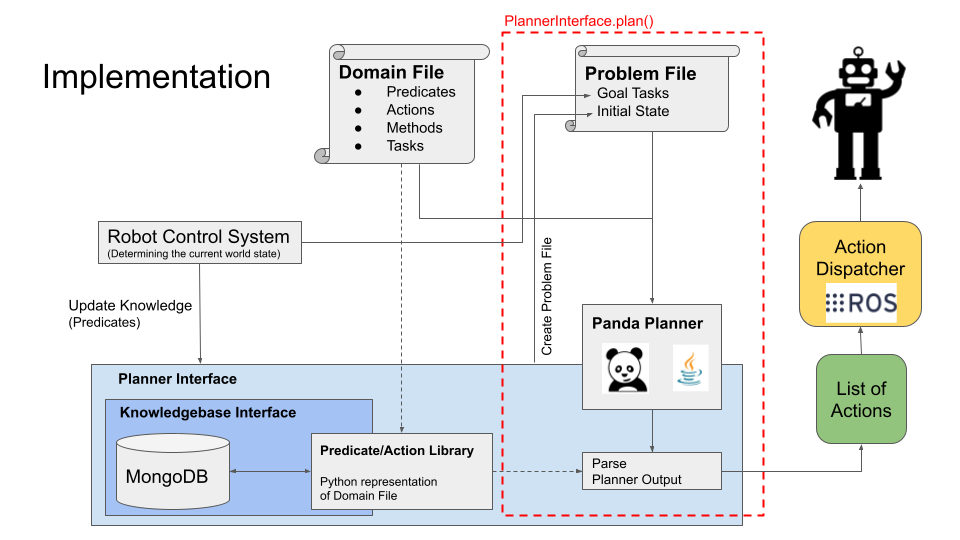 PlannerInterface.plan()
Implementation
Domain File
● Predicates
● Actions
● Methods
● Tasks
Problem File
Goal Tasks
Initial State
Robot Control System
(Determining the current world state)
Update Knowledge
(Predicates)
Create Problem File
Action
Dispatcher
ROS
Panda Planner
List of
Actions
Planner Interface
Knowledgebase Interface
MongoDB
Predicate/Action Library
Python representation
of Domain File
Parse
Planner Output